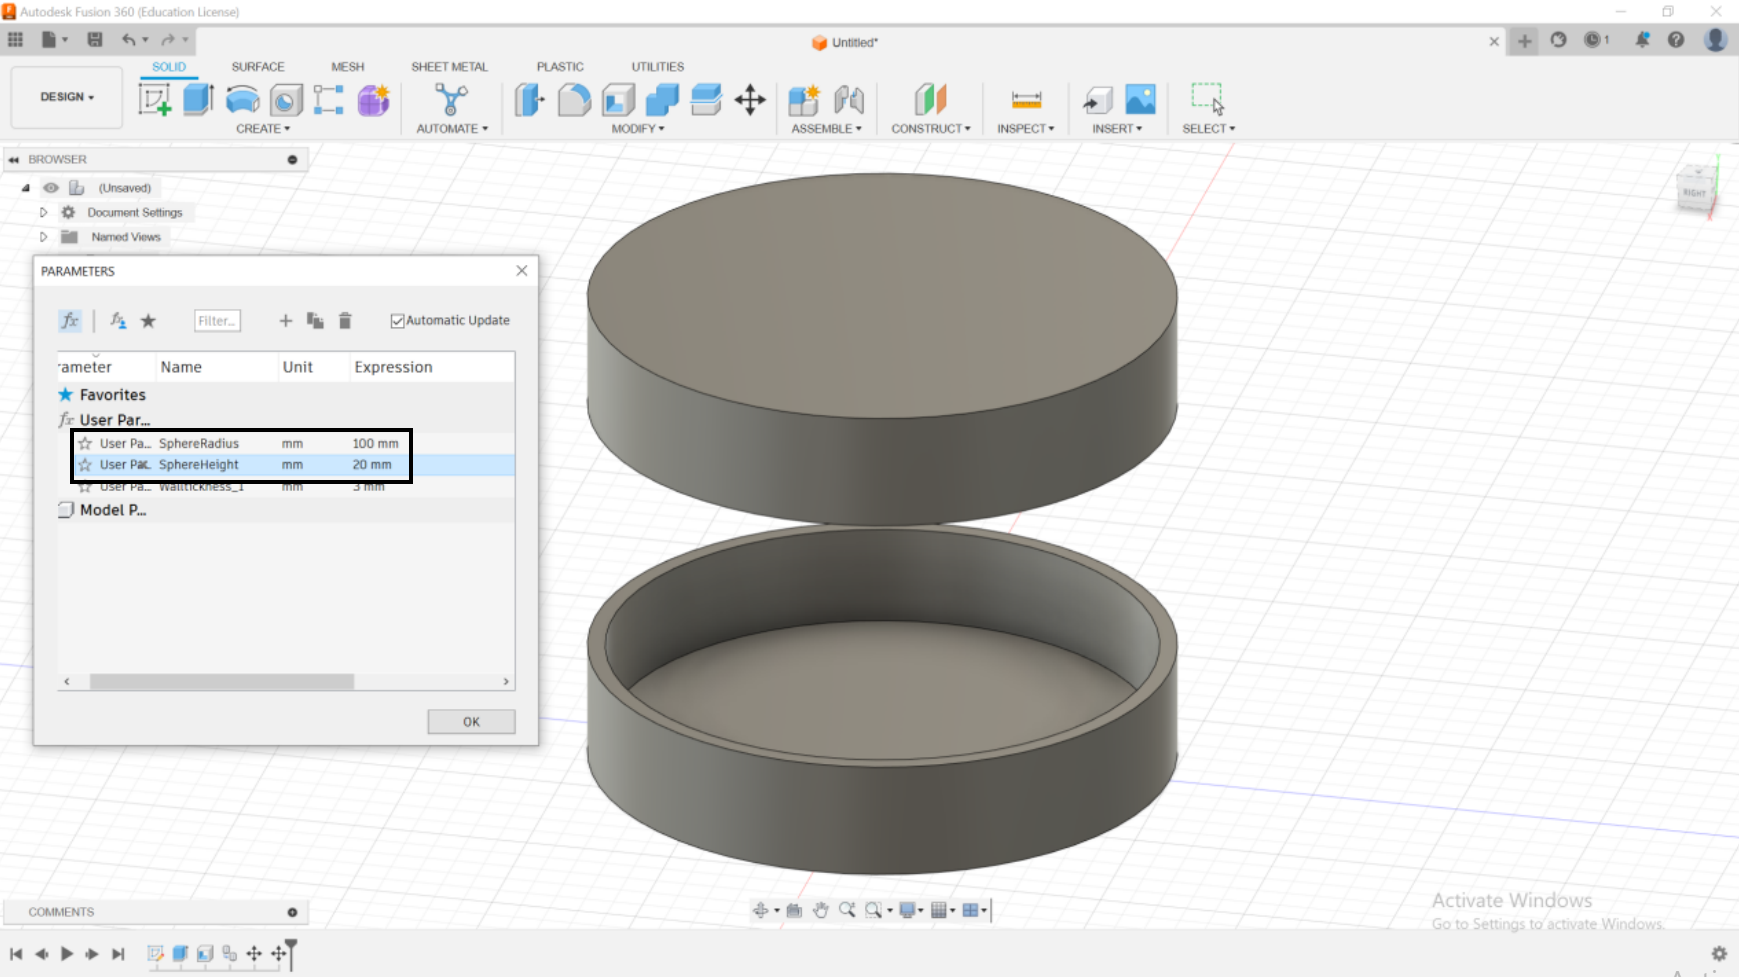 Autodesk Fusion 360 (Education License)
Untitled*
1
SOLID SURFACE MESH SHEET METAL PLASTIC UTILITIES
DESIGN
CREATE AUTOMATE MODIFY ASSEMBLE CONSTRUCT INSPECT INSERT SELECT
BROWSER
(Unsaved)
Document Settings
Named Views
RIGHT
PARAMETERS
fx Filter... Automatic Update
rameter Name Unit Expression
Favorites
fx User Par...
User Pa... SphereRadius mm 100 mm
User Pa... SphereHeight mm 20 mm
User Pa... Walltickness_1 mm 3 mm
Model P...
OK
COMMENTS
Activate Windows
Go to Settings to activate Windows.